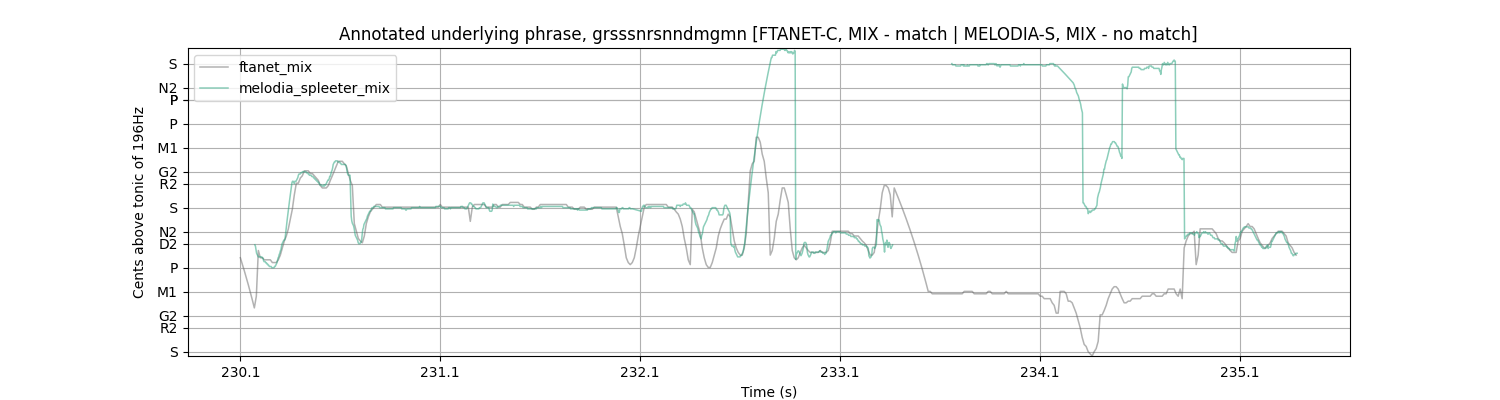 Annotated underlying phrase, grsssnrsnndmgmn [FTANET-C, MIX - match | MELODIA-S, MIX - no match]
ftanet_mix
melodia_spleeter_mix
S
N2
P
P
M1
G2
R2
S
N2
D2
P
M1
G2
R2
S
Cents above tonic of 196Hz
230.1 231.1 232.1 233.1 234.1 235.1
Time (s)